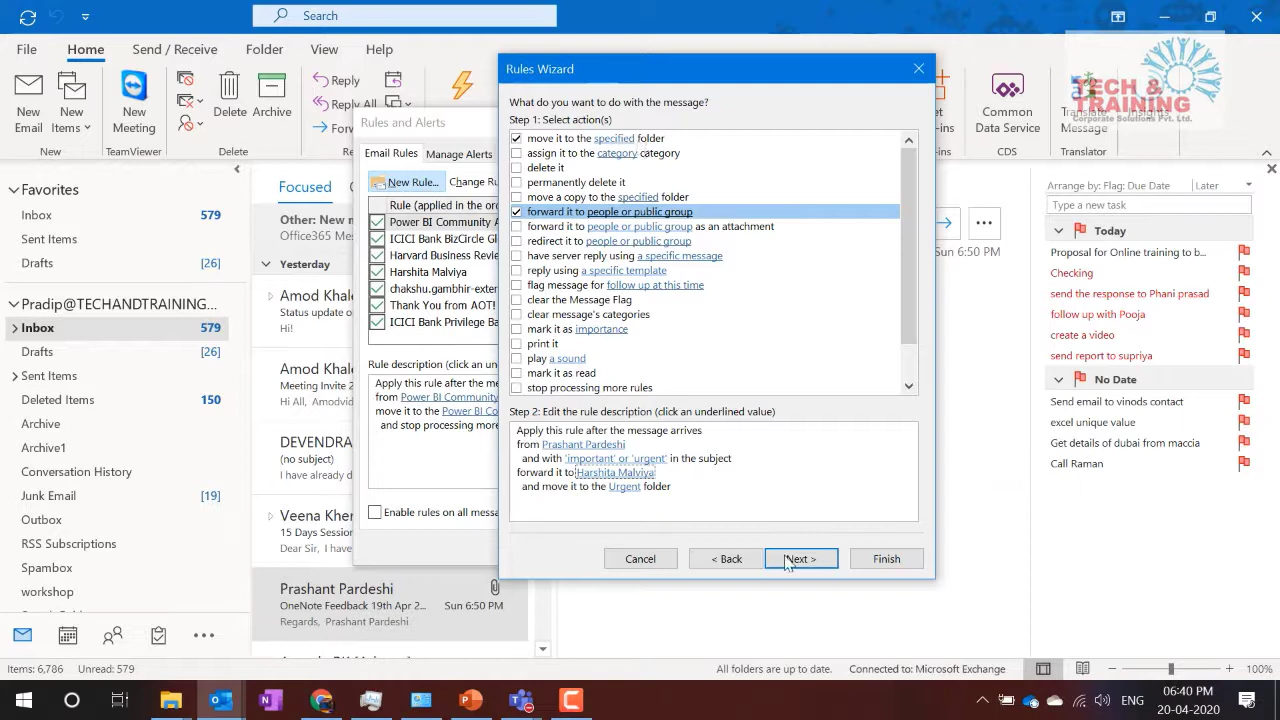 Search
File Home Send / Receive Folder View Help
New Email
New Items
New
New Meeting
TeamViewer
Delete Archive
Delete
Reply
Reply All
Common Data Service
CDS
Translate Message
Translator
Insights
TECH & TRAINING
Corporate Solutions Pvt. Ltd.
Favorites
Inbox 579
Sent Items
Drafts [26]
Pradip@TECHANDTRAINING...
Inbox 579
Drafts [26]
Sent Items
Deleted Items 150
Archive
Archive1
Conversation History
Junk Email [19]
Outbox
RSS Subscriptions
Spambox
workshop
Focused
Other: New m
Office365 Mes
Yesterday
Amod Khal
Status update o
Hi!
Amod Khal
Meeting Invite 2
Hi All, Amodvid
DEVENDRA
(no subject)
I have already d
Veena Kher
15 Days Session
Dear Sir, I have
Prashant Pardeshi
OneNote Feedback 19th Apr 2... Sun 6:50 PM
Regards, Prashant Pardeshi
Rules and Alerts
Email Rules Manage Alerts
New Rule... Change Ru
Rule (applied in the ord
Power BI Community A
ICICI Bank BizCircle Gl
Harvard Business Revie
Harshita Malviya
chakshu.gambhir-exter
Thank You from AOT!
ICICI Bank Privilege Ba
Rule description (click an un
Apply this rule after the me
from Power BI Community
move it to the Power BI Co
and stop processing more
Enable rules on all messa
Rules Wizard
What do you want to do with the message?
Step 1: Select action(s)
move it to the specified folder
assign it to the category category
delete it
permanently delete it
move a copy to the specified folder
forward it to people or public group
forward it to people or public group as an attachment
redirect it to people or public group
have server reply using a specific message
reply using a specific template
flag message for follow up at this time
clear the Message Flag
clear message's categories
mark it as importance
print it
play a sound
mark it as read
stop processing more rules
Step 2: Edit the rule description (click an underlined value)
Apply this rule after the message arrives
from Prashant Pardeshi
and with 'important' or 'urgent' in the subject
forward it to Harshita Malviya
and move it to the Urgent folder
Cancel < Back Next > Finish
Sun 6:50 PM
Arrange by: Flag: Due Date Later
Type a new task
Today
Proposal for Online training to b...
Checking
send the response to Phani prasad
follow up with Pooja
create a video
send report to supriya
No Date
Send email to vinods contact
excel unique value
Get details of dubai from maccia
Call Raman
Items: 6,786 Unread: 579 All folders are up to date. Connected to: Microsoft Exchange 100%
ENG 06:40 PM
20-04-2020